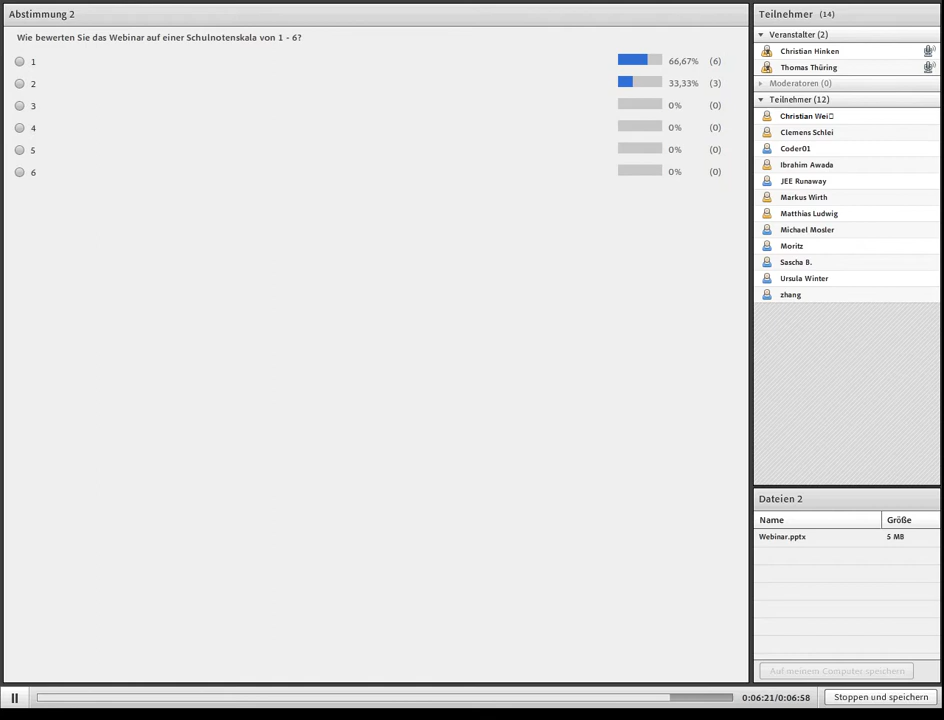 Abstimmung 2
Wie bewerten Sie das Webinar auf einer Schulnotenskala von 1 - 6?
1 66,67% (6)
2 33,33% (3)
3 0% (0)
4 0% (0)
5 0% (0)
6 0% (0)
Teilnehmer (14)
Veranstalter (2)
Christian Hinken
Thomas Thüring
Moderatoren (0)
Teilnehmer (12)
Christian Wei▯
Clemens Schlei
Coder01
Ibrahim Awada
JEE Runaway
Markus Wirth
Matthias Ludwig
Michael Mosler
Moritz
Sascha B.
Ursula Winter
zhang
Dateien 2
Name Größe
Webinar.pptx 5 MB
Auf meinem Computer speichern
0:06:21/0:06:58 Stoppen und speichern